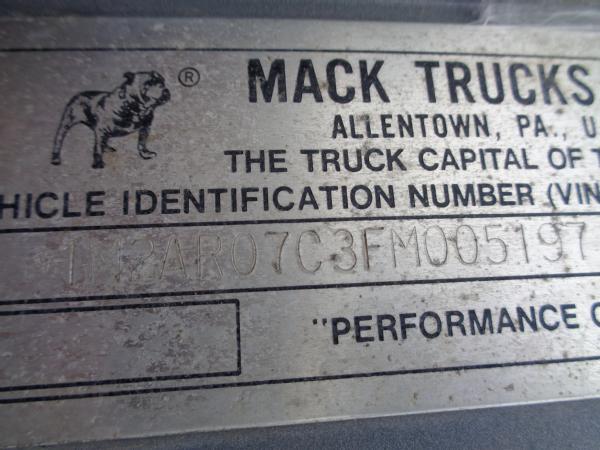 ®
MACK TRUCKS
ALLENTOWN, PA., U
THE TRUCK CAPITAL OF T
HICLE IDENTIFICATION NUMBER (VIN
*1M2AR07C3FM005197
"PERFORMANCE C